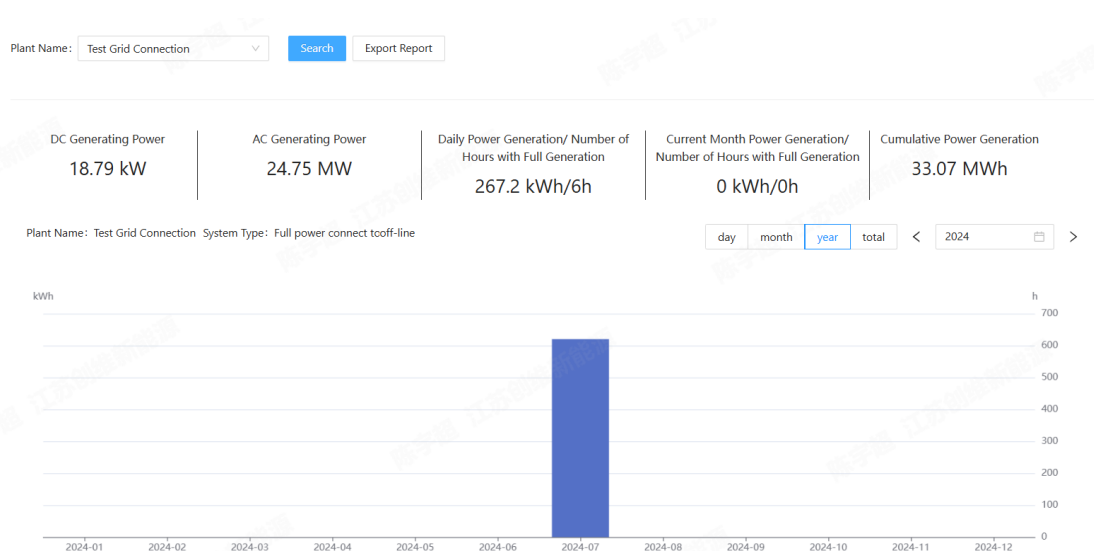 Plant Name: Test Grid Connection Search Export Report
DC Generating Power
18.79 kW
AC Generating Power
24.75 MW
Daily Power Generation/ Number of
Hours with Full Generation
267.2 kWh/6h
Current Month Power Generation/
Number of Hours with Full Generation
0 kWh/0h
Cumulative Power Generation
33.07 MWh
Plant Name: Test Grid Connection System Type: Full power connect tcoff-line
day month year total < 2024 >
kWh h
700
600
500
400
300
200
100
0
2024-01 2024-02 2024-03 2024-04 2024-05 2024-06 2024-07 2024-08 2024-09 2024-10 2024-11 2024-12